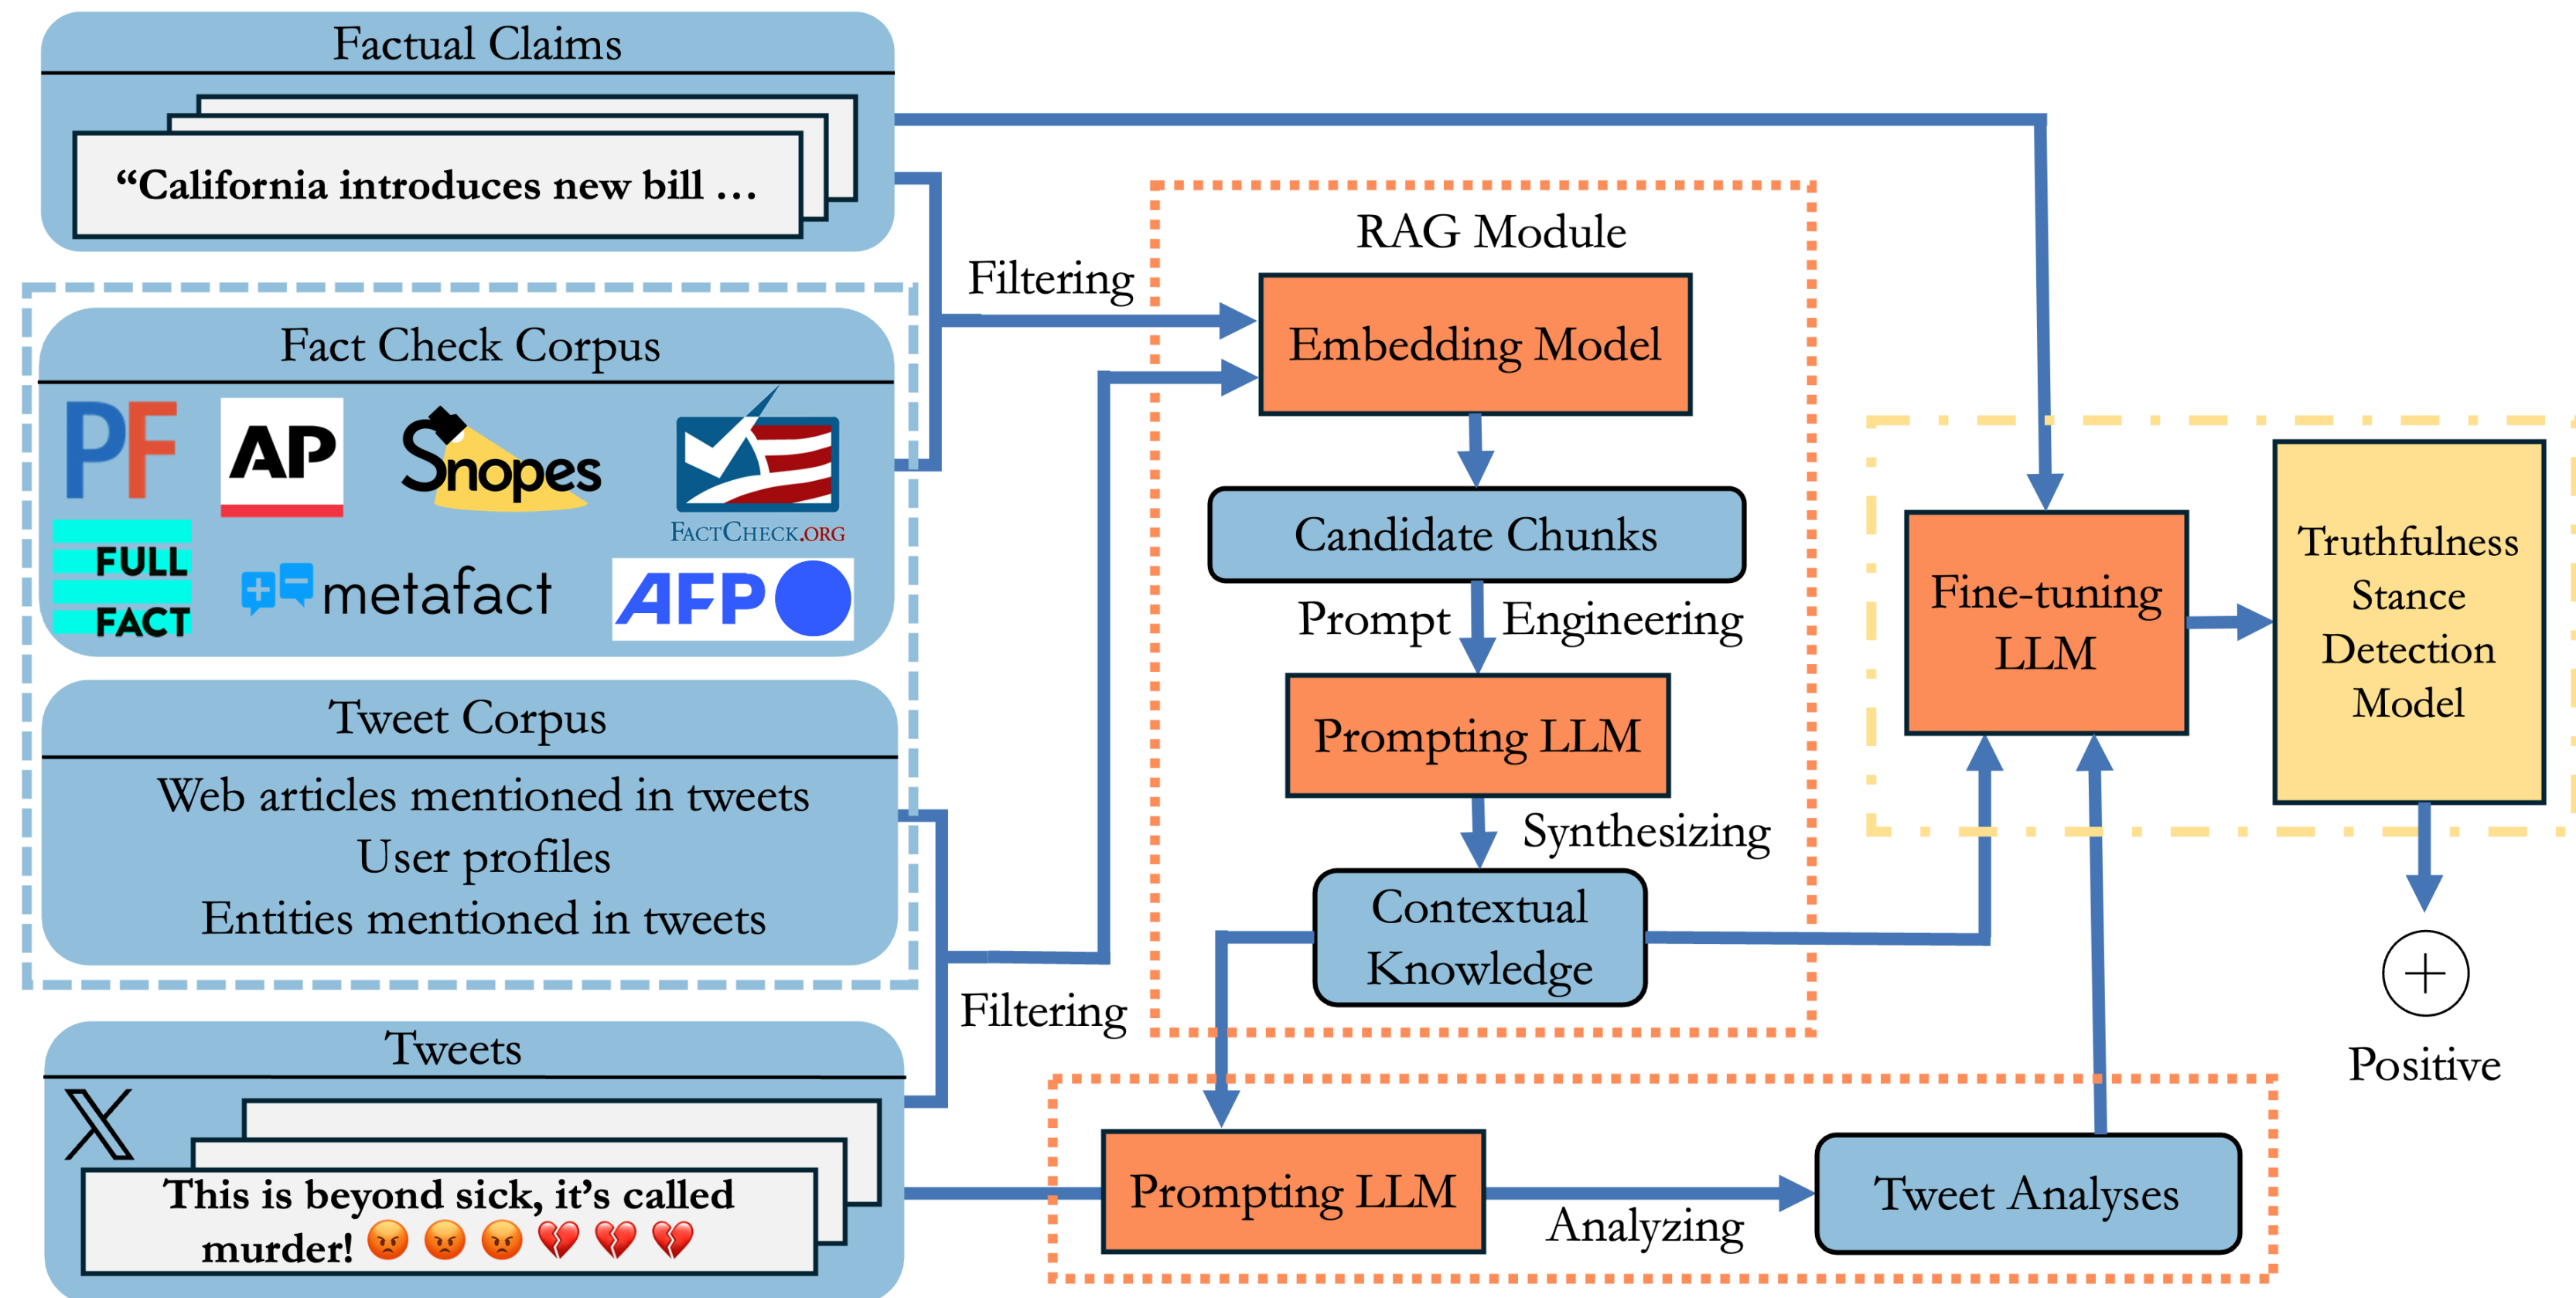 Factual Claims
“California introduces new bill …
Fact Check Corpus
PF
AP
Snopes
FACTCHECK.ORG
FULL
FACT
metafact
AFP
Tweet Corpus
Web articles mentioned in tweets
User profiles
Entities mentioned in tweets
Tweets
This is beyond sick, it’s called
murder! 😡 😡 😡 💔 💔 💔
Filtering
Filtering
RAG Module
Embedding Model
Candidate Chunks
Prompt Engineering
Prompting LLM
Synthesizing
Contextual
Knowledge
Prompting LLM
Analyzing
Tweet Analyses
Fine-tuning
LLM
Truthfulness
Stance
Detection
Model
Positive